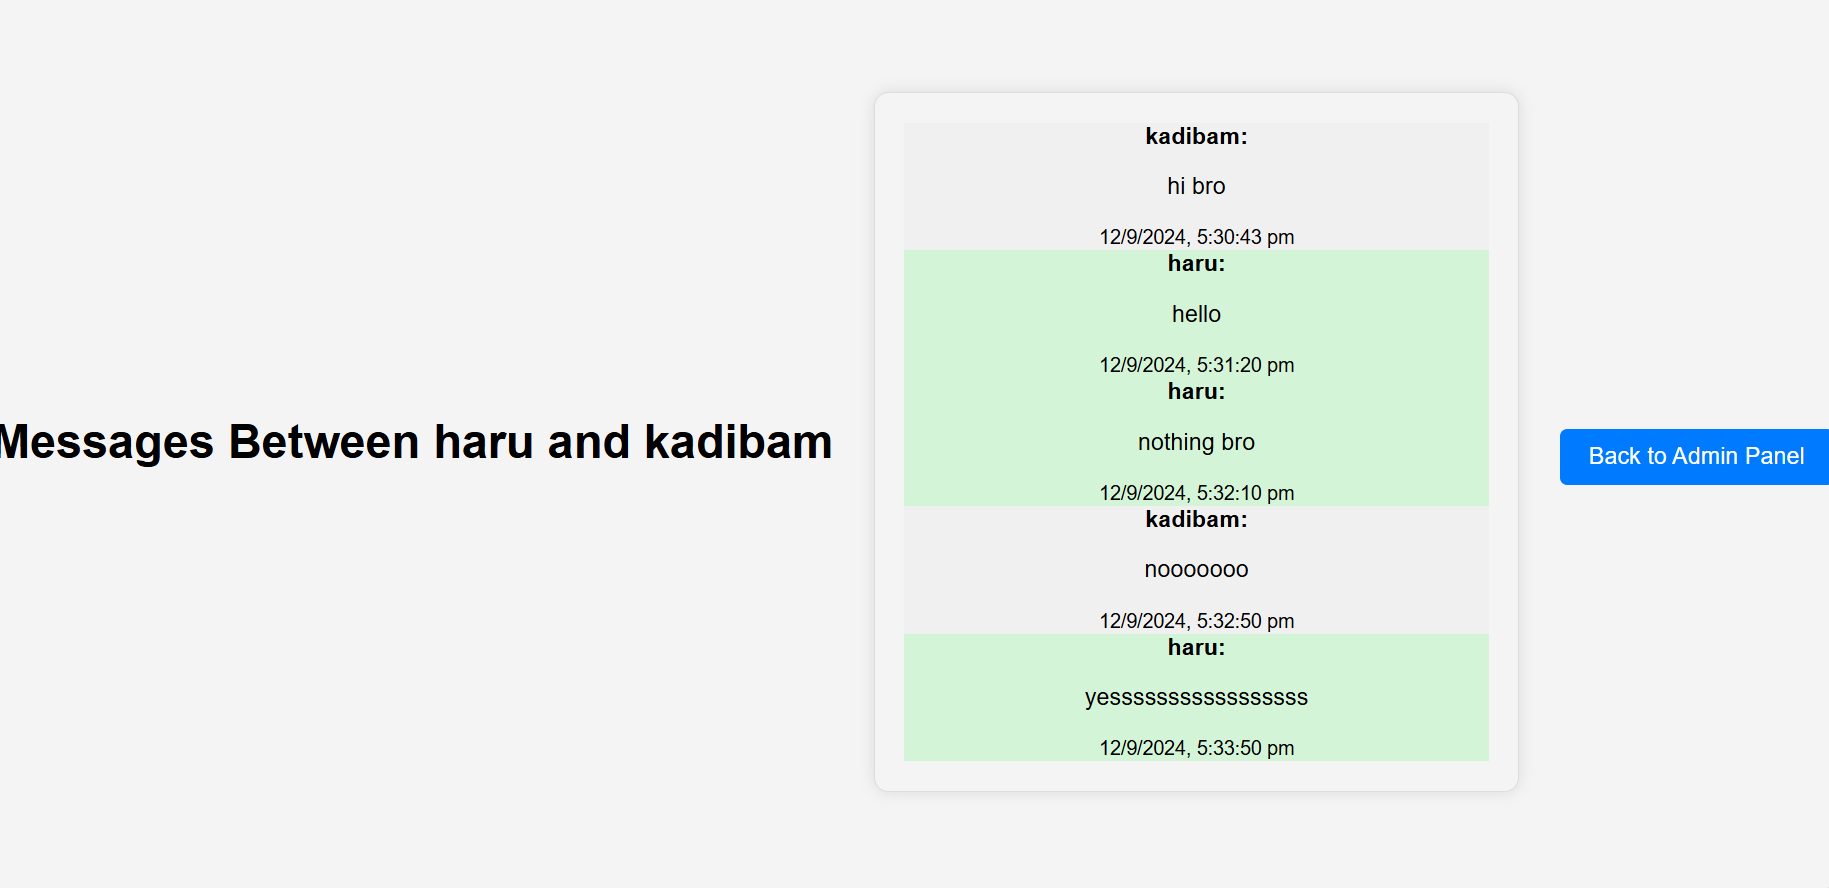 Messages Between haru and kadibam
kadibam:
hi bro
12/9/2024, 5:30:43 pm
haru:
hello
12/9/2024, 5:31:20 pm
haru:
nothing bro
12/9/2024, 5:32:10 pm
kadibam:
nooooooo
12/9/2024, 5:32:50 pm
haru:
yesssssssssssssssss
12/9/2024, 5:33:50 pm
Back to Admin Panel